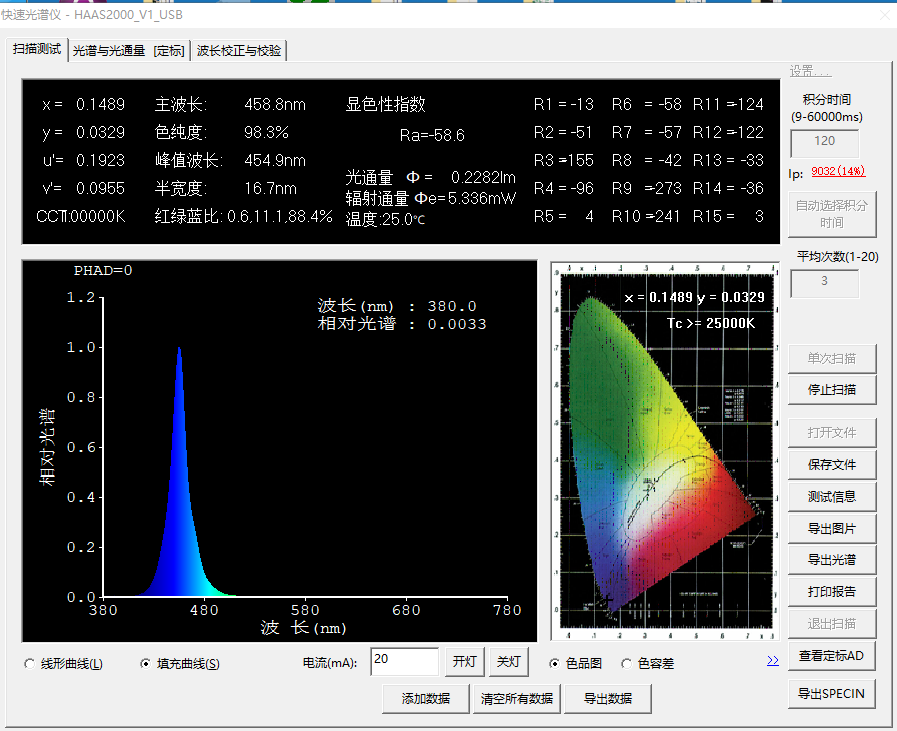 快速光谱仪 - HAAS2000_V1_USB
扫描测试 光谱与光通量 [定标] 波长校正与校验
x = 0.1489 主波长: 458.8nm 显色性指数 R1 = -13 R6 = -58 R11 = -124
y = 0.0329 色纯度: 98.3% Ra=-58.6 R2 = -51 R7 = -57 R12 = -122
u'= 0.1923 峰值波长: 454.9nm R3 = -155 R8 = -42 R13 = -33
v'= 0.0955 半宽度: 16.7nm 光通量 Φ = 0.2282lm R4 = -96 R9 = -273 R14 = -36
辐射通量 Φe=5.336mW
CCT:00000K 红绿蓝比: 0.6,11.1,88.4% 温度:25.0℃ R5 = 4 R10 = -241 R15 = 3
设置...
积分时间
(9-60000ms)
120
Ip: 9032(14%)
自动选择积分
时间
平均次数(1-20)
3
PHAD=0
波长(nm) : 380.0
相对光谱 : 0.0033
1.2
1.0
0.8
0.6
0.4
0.2
0.0
相对光谱
380 480 580 680 780
波 长(nm)
x = 0.1489 y = 0.0329
Tc >= 25000K
单次扫描
停止扫描
打开文件
保存文件
测试信息
导出图片
导出光谱
打印报告
退出扫描
查看定标AD
导出SPECIN
线形曲线(L) 填充曲线(S) 电流(mA): 20 开灯 关灯 色品图 色容差 >>
添加数据 清空所有数据 导出数据